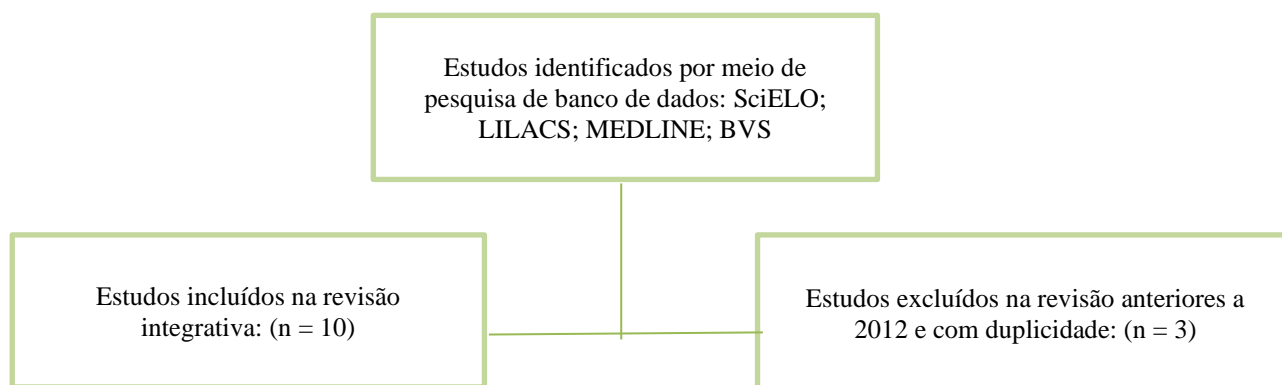 Estudos identificados por meio de
pesquisa de banco de dados: SciELO;
LILACS; MEDLINE; BVS
Estudos incluídos na revisão
integrativa: (n = 10)
Estudos excluídos na revisão anteriores a
2012 e com duplicidade: (n = 3)